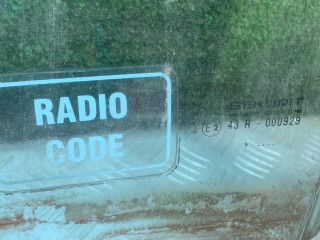 RADIO
CODE
SEKURIT
E2 43 R - 000929